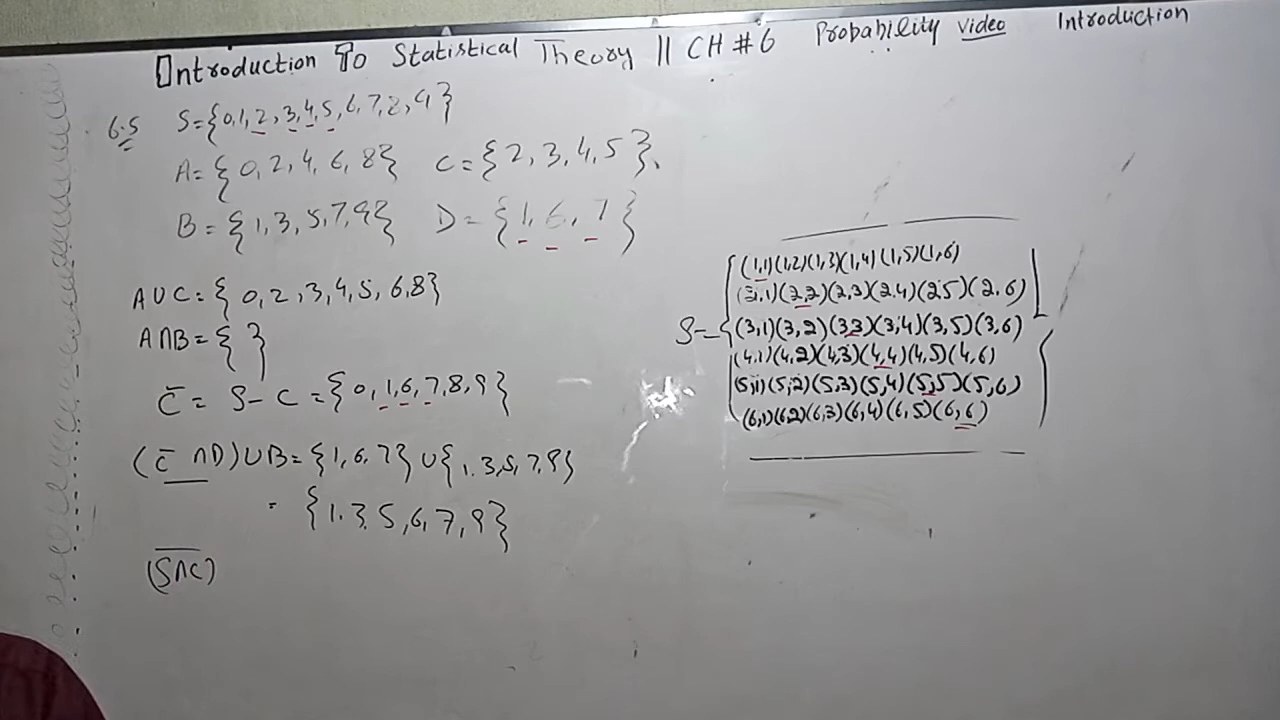 Introduction To Statistical Theory || CH # 6 Probability video Introduction
6.5 S={0,1,2,3,4,5,6,7,8,9}
A={0,2,4,6,8} C={2,3,4,5}
B={1,3,5,7,9} D={1,6,7}
AUC={0,2,3,4,5,6,8}
A∩B={ }
C̄= S-C={0,1,6,7,8,9}
(C̄ ∩D)∪B={1,6,7}∪{1,3,5,7,9}
= {1,3,5,6,7,9}
(S̅∩̅C̅)
(1,1)(1,2)(1,3)(1,4)(1,5)(1,6)
(2,1)(2,2)(2,3)(2,4)(2,5)(2,6)
S={(3,1)(3,2)(3,3)(3,4)(3,5)(3,6)
(4,1)(4,2)(4,3)(4,4)(4,5)(4,6)
(5,1)(5,2)(5,3)(5,4)(5,5)(5,6)
(6,1)(6,2)(6,3)(6,4)(6,5)(6,6)}